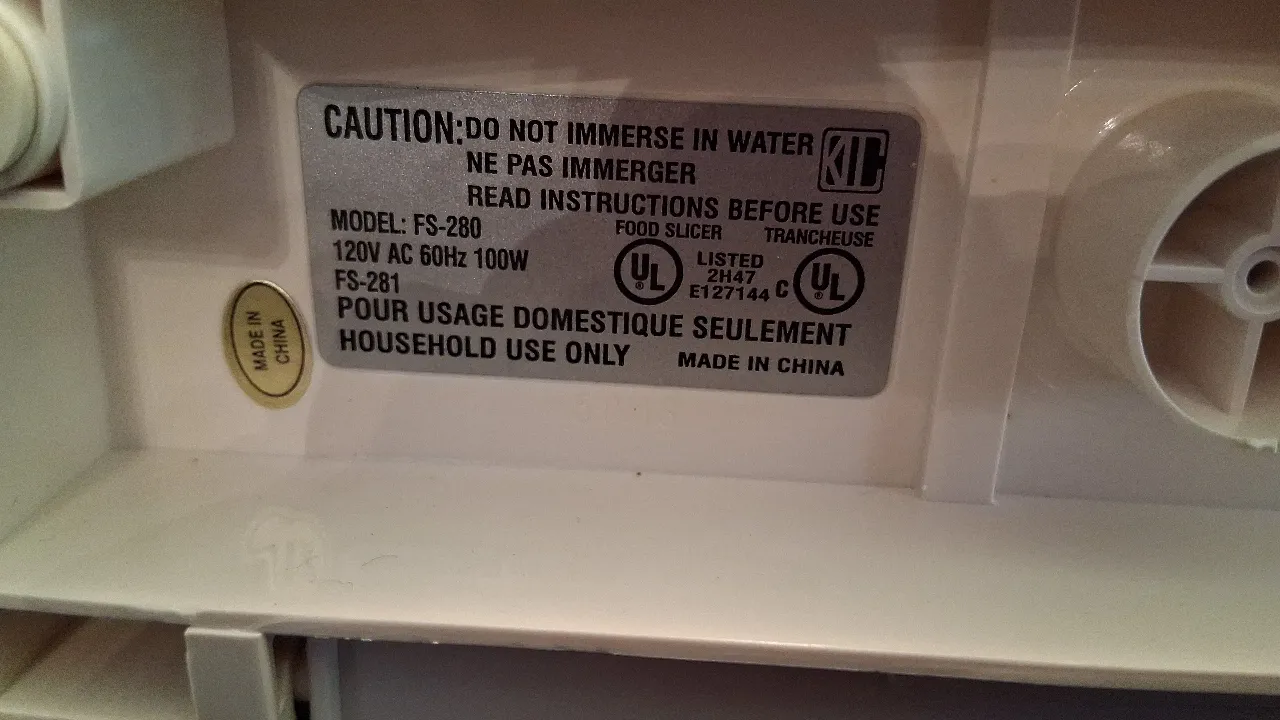 CAUTION: DO NOT IMMERSE IN WATER
NE PAS IMMERGER
READ INSTRUCTIONS BEFORE USE
MODEL: FS-280
FOOD SLICER TRANCHEUSE
120V AC 60Hz 100W
FS-281
UL LISTED
2H47
E127144 C UL
POUR USAGE DOMESTIQUE SEULEMENT
HOUSEHOLD USE ONLY MADE IN CHINA
MADE IN
CHINA